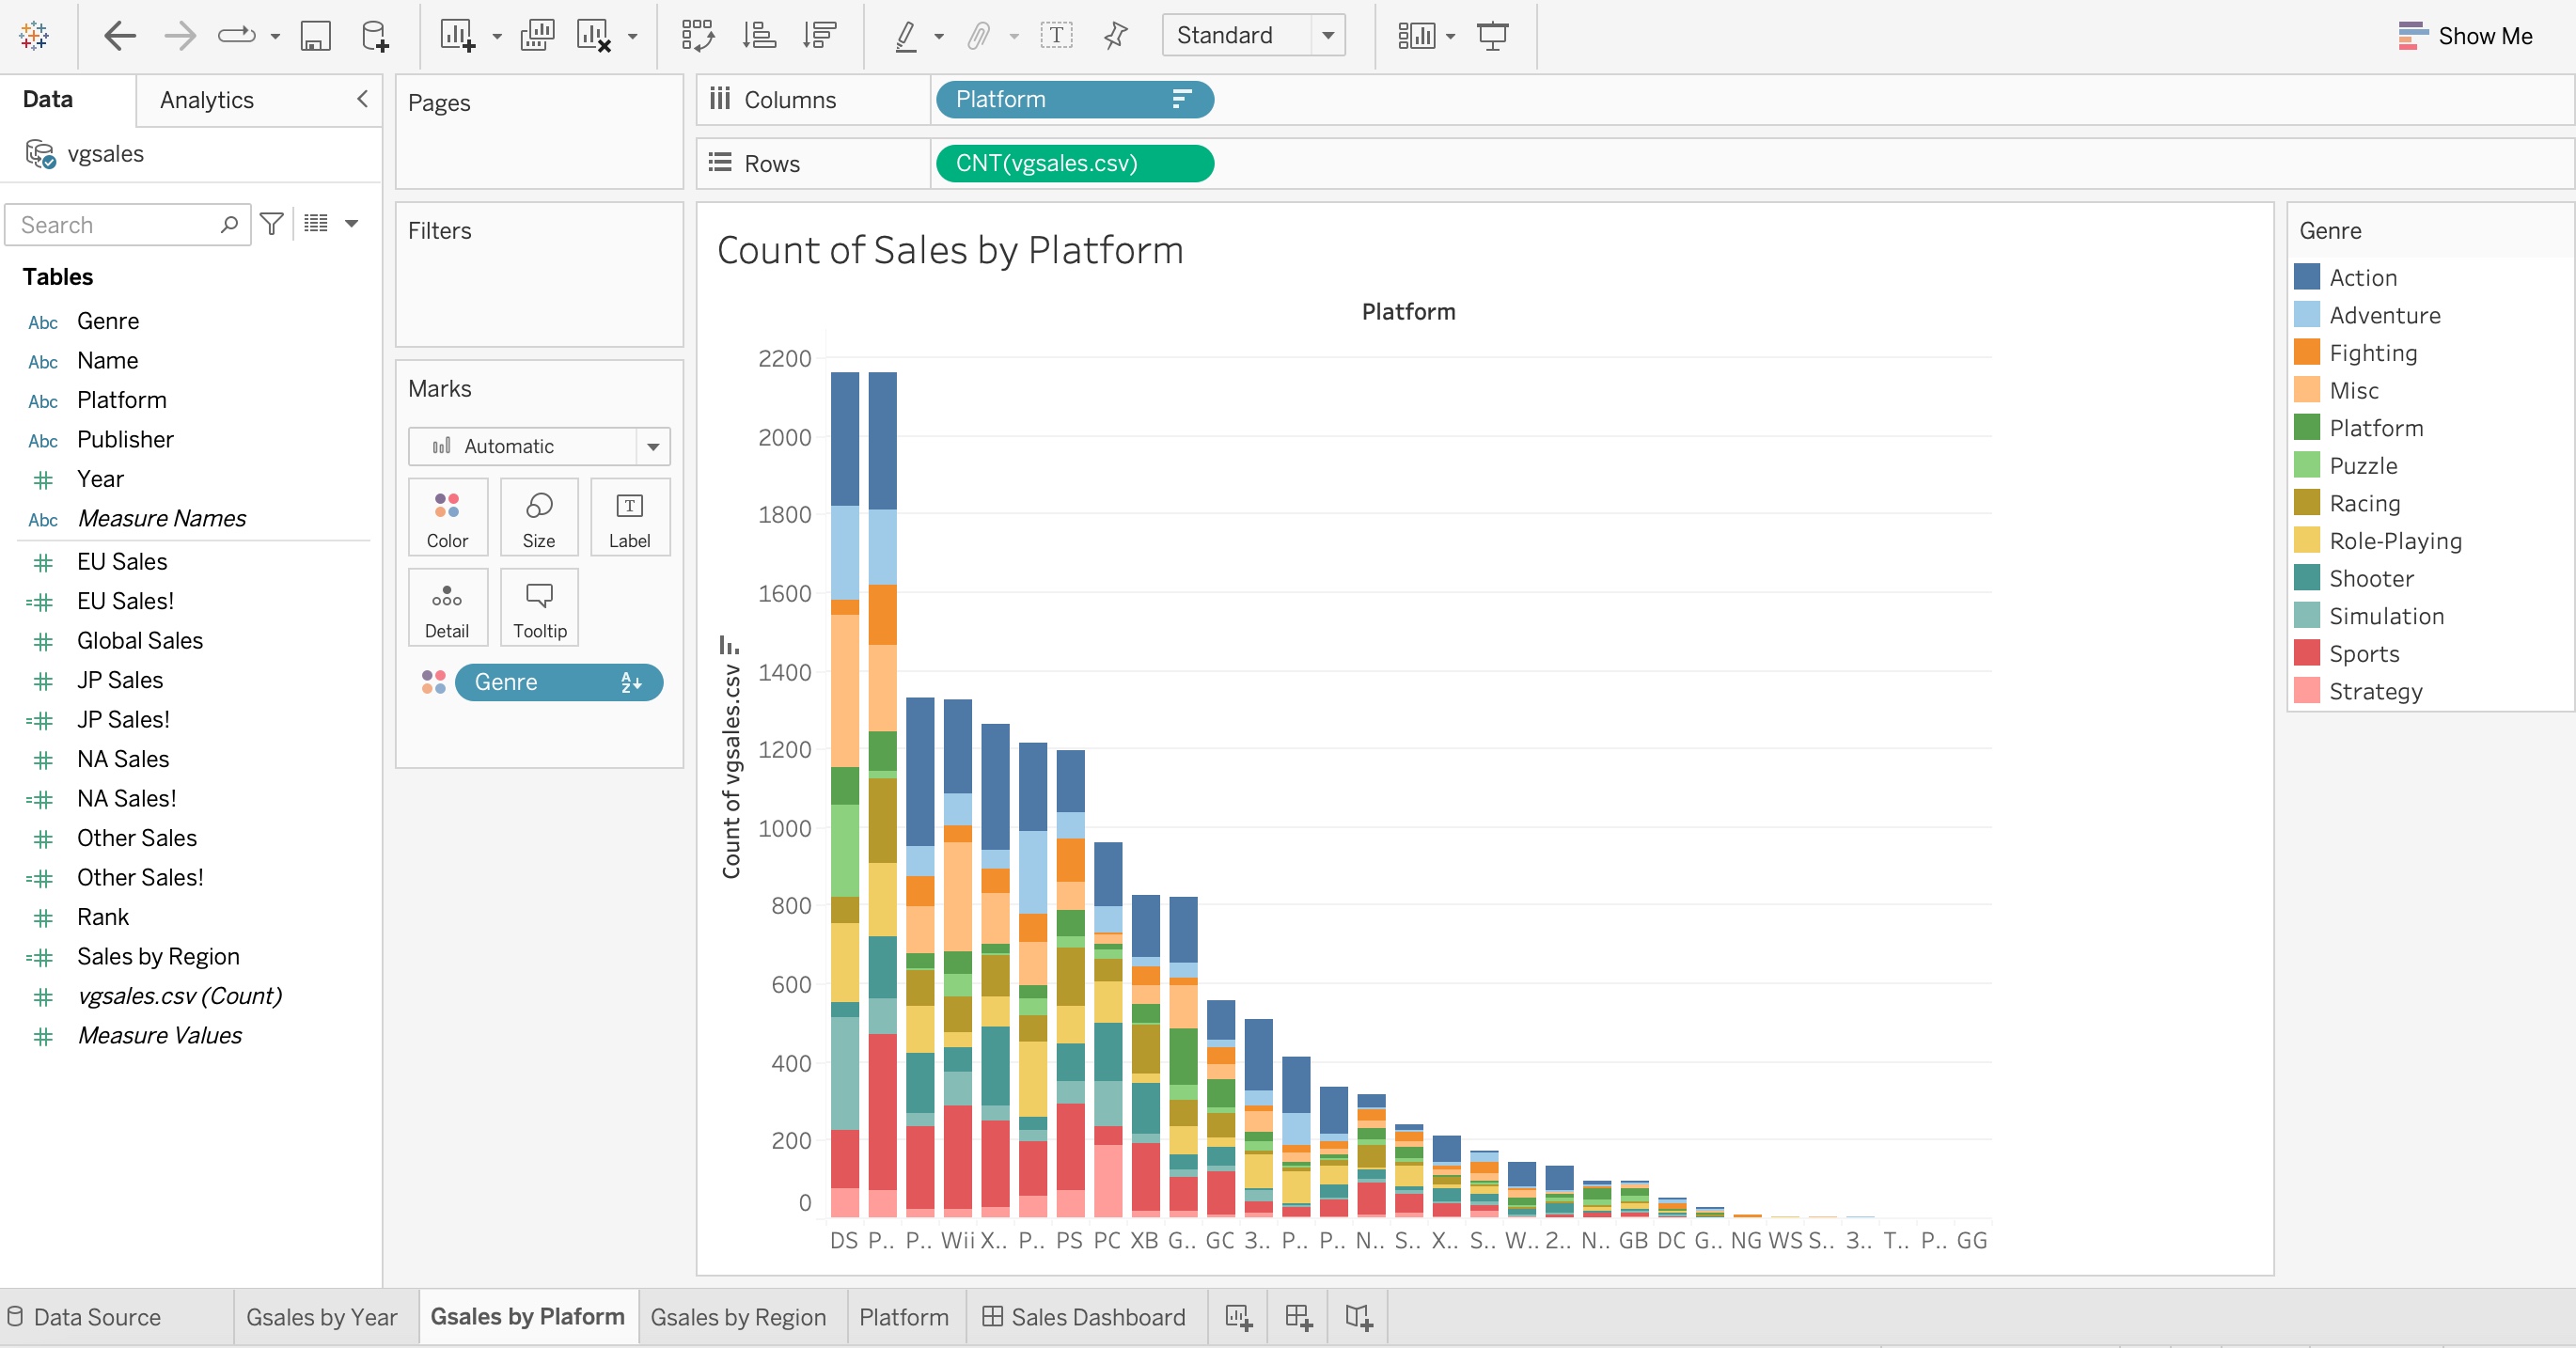 Standard
Show Me
Data
Analytics
Pages
Columns
Platform
vgsales
Rows
CNT(vgsales.csv)
Search
Filters
Tables
Abc Genre
Abc Name
Abc Platform
Abc Publisher
# Year
Abc Measure Names
# EU Sales
=# EU Sales!
# Global Sales
# JP Sales
=# JP Sales!
# NA Sales
=# NA Sales!
# Other Sales
=# Other Sales!
# Rank
=# Sales by Region
# vgsales.csv (Count)
# Measure Values
Marks
Automatic
Color
Size
T
Label
Detail
Tooltip
Genre
Count of Sales by Platform
Platform
Count of vgsales.csv
2200
2000
1800
1600
1400
1200
1000
800
600
400
200
0
DS P.. P.. Wii X.. P.. PS PC XB G.. GC 3.. P.. P.. N.. S.. X.. S.. W.. 2.. N.. GB DC G.. NG WS S.. 3.. T.. P.. GG
Genre
Action
Adventure
Fighting
Misc
Platform
Puzzle
Racing
Role-Playing
Shooter
Simulation
Sports
Strategy
Data Source
Gsales by Year
Gsales by Plaform
Gsales by Region
Platform
Sales Dashboard